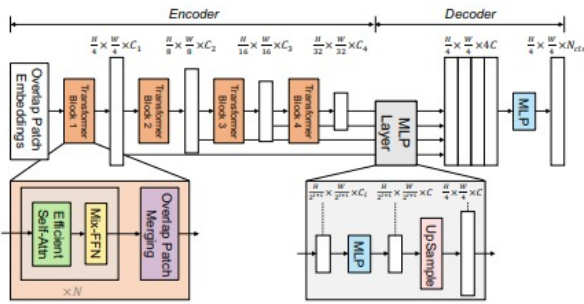 Encoder
Decoder
H/4 × W/4 × C₁
H/8 × W/8 × C₂
H/16 × W/16 × C₃
H/32 × W/32 × C₄
H/4 × W/4 × 4C
H/4 × W/4 × N_cls
Overlap Patch
Embeddings
Transformer
Block 1
Transformer
Block 2
Transformer
Block 3
Transformer
Block 4
MLP
Layer
MLP
Efficient
Self-Attn
Mix-FFN
Overlap Patch
Merging
×N
H/2^{i+1} × W/2^{i+1} × C_i
H/2^{i+1} × W/2^{i+1} × C
H/4 × W/4 × C
MLP
UpSample